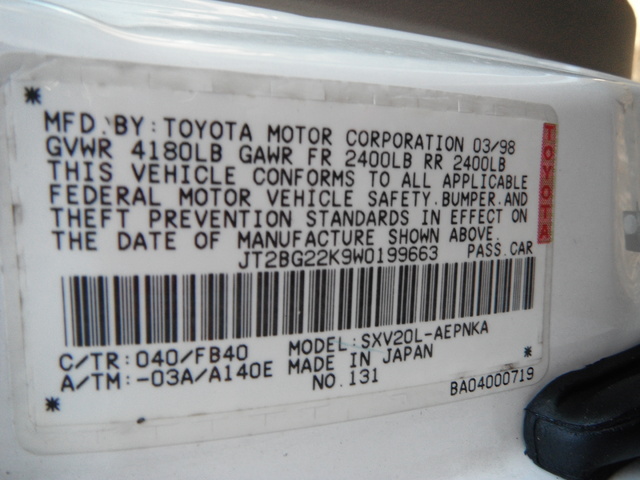 MFD. BY: TOYOTA MOTOR CORPORATION 03/98
GVWR 4180LB GAWR FR 2400LB RR 2400LB
THIS VEHICLE CONFORMS TO ALL APPLICABLE
FEDERAL MOTOR VEHICLE SAFETY. BUMPER. AND
THEFT PREVENTION STANDARDS IN EFFECT ON
THE DATE OF MANUFACTURE SHOWN ABOVE.
JT2BG22K9W0199663 PASS. CAR
TOYOTA
C/TR: 040/FB40 MODEL: SXV20L-AEPNKA
A/TM: -03A/A140E MADE IN JAPAN
NO. 131 BA04000719